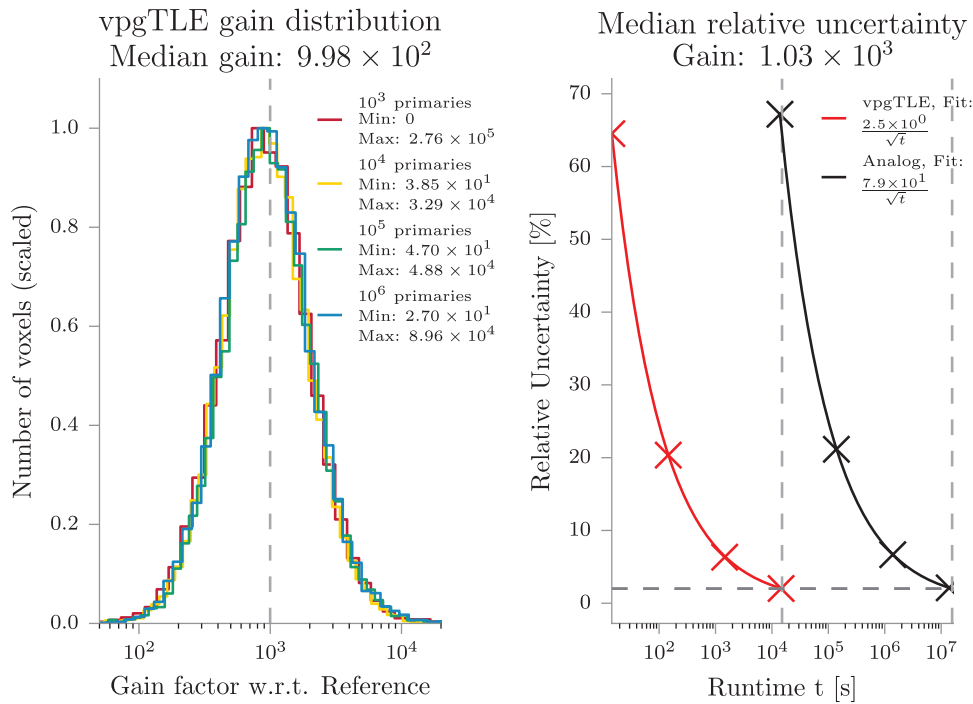 vpgTLE gain distribution
Median gain: 9.98 × 10²
Number of voxels (scaled)
1.0
0.8
0.6
0.4
0.2
0.0
10² 10³ 10⁴
Gain factor w.r.t. Reference
10³ primaries
Min: 0
Max: 2.76 × 10⁵
10⁴ primaries
Min: 3.85 × 10¹
Max: 3.29 × 10⁴
10⁵ primaries
Min: 4.70 × 10¹
Max: 4.88 × 10⁴
10⁶ primaries
Min: 2.70 × 10¹
Max: 8.96 × 10⁴
Median relative uncertainty
Gain: 1.03 × 10³
Relative Uncertainty [%]
70
60
50
40
30
20
10
0
10² 10³ 10⁴ 10⁵ 10⁶ 10⁷
Runtime t [s]
vpgTLE, Fit:
2.5×10⁰
√t
Analog, Fit:
7.9×10¹
√t